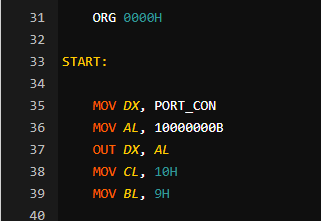 31 ORG 0000H
32
33 START:
34
35 MOV DX, PORT_CON
36 MOV AL, 10000000B
37 OUT DX, AL
38 MOV CL, 10H
39 MOV BL, 9H
40